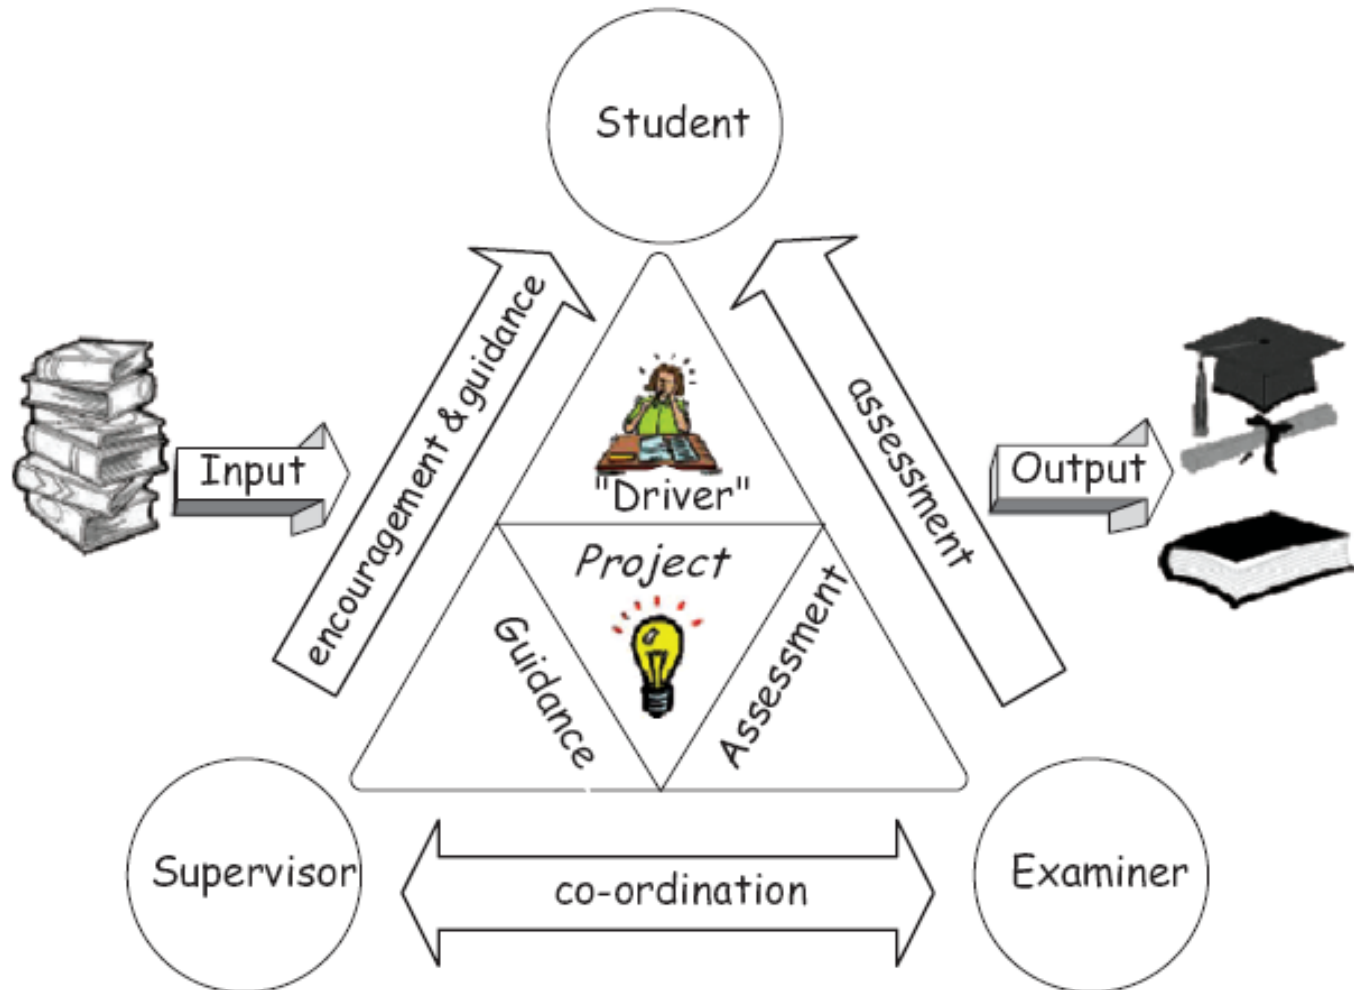 Student
encouragement & guidance
assessment
Input
Output
"Driver"
Project
Guidance
Assessment
Supervisor
co-ordination
Examiner